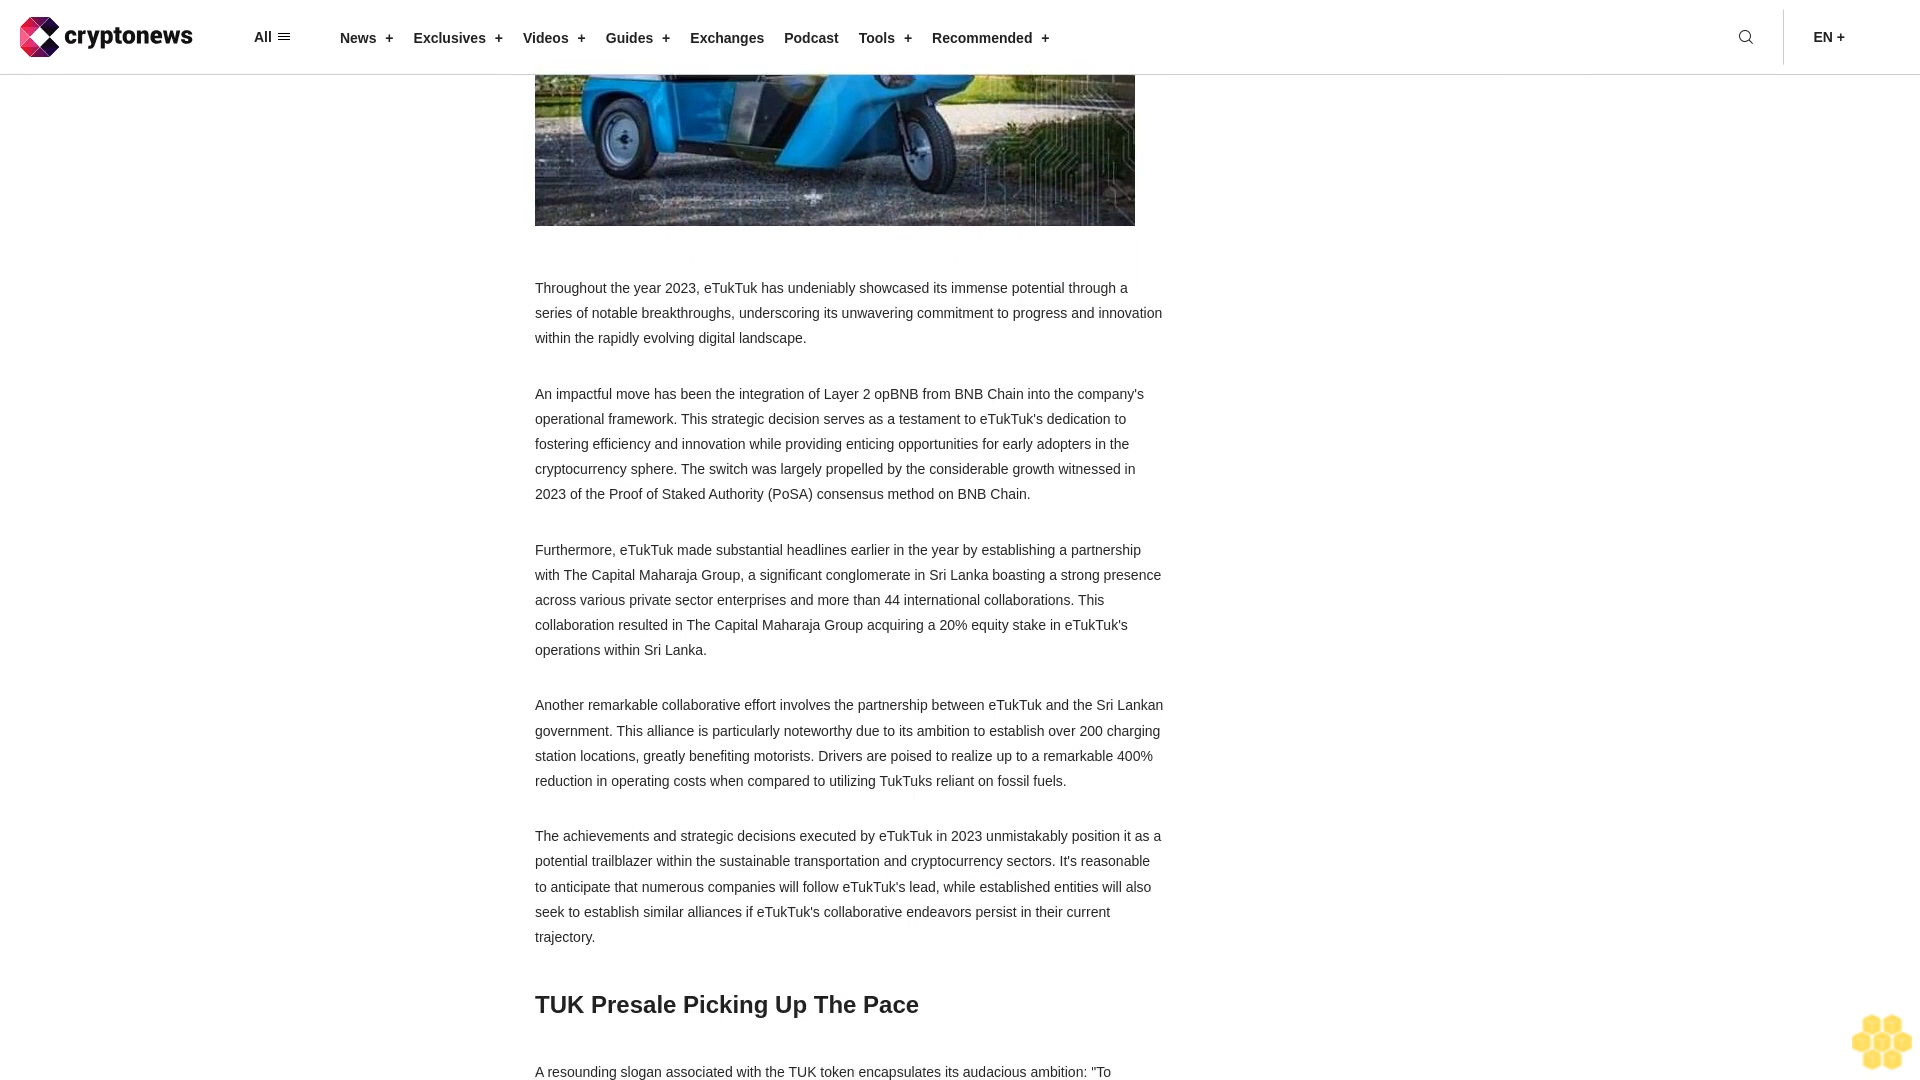 cryptonews
All
News +
Exclusives +
Videos +
Guides +
Exchanges
Podcast
Tools +
Recommended +
EN +
Throughout the year 2023, eTukTuk has undeniably showcased its immense potential through a
series of notable breakthroughs, underscoring its unwavering commitment to progress and innovation
within the rapidly evolving digital landscape.
An impactful move has been the integration of Layer 2 opBNB from BNB Chain into the company's
operational framework. This strategic decision serves as a testament to eTukTuk's dedication to
fostering efficiency and innovation while providing enticing opportunities for early adopters in the
cryptocurrency sphere. The switch was largely propelled by the considerable growth witnessed in
2023 of the Proof of Staked Authority (PoSA) consensus method on BNB Chain.
Furthermore, eTukTuk made substantial headlines earlier in the year by establishing a partnership
with The Capital Maharaja Group, a significant conglomerate in Sri Lanka boasting a strong presence
across various private sector enterprises and more than 44 international collaborations. This
collaboration resulted in The Capital Maharaja Group acquiring a 20% equity stake in eTukTuk's
operations within Sri Lanka.
Another remarkable collaborative effort involves the partnership between eTukTuk and the Sri Lankan
government. This alliance is particularly noteworthy due to its ambition to establish over 200 charging
station locations, greatly benefiting motorists. Drivers are poised to realize up to a remarkable 400%
reduction in operating costs when compared to utilizing TukTuks reliant on fossil fuels.
The achievements and strategic decisions executed by eTukTuk in 2023 unmistakably position it as a
potential trailblazer within the sustainable transportation and cryptocurrency sectors. It's reasonable
to anticipate that numerous companies will follow eTukTuk's lead, while established entities will also
seek to establish similar alliances if eTukTuk's collaborative endeavors persist in their current
trajectory.
TUK Presale Picking Up The Pace
A resounding slogan associated with the TUK token encapsulates its audacious ambition: "To